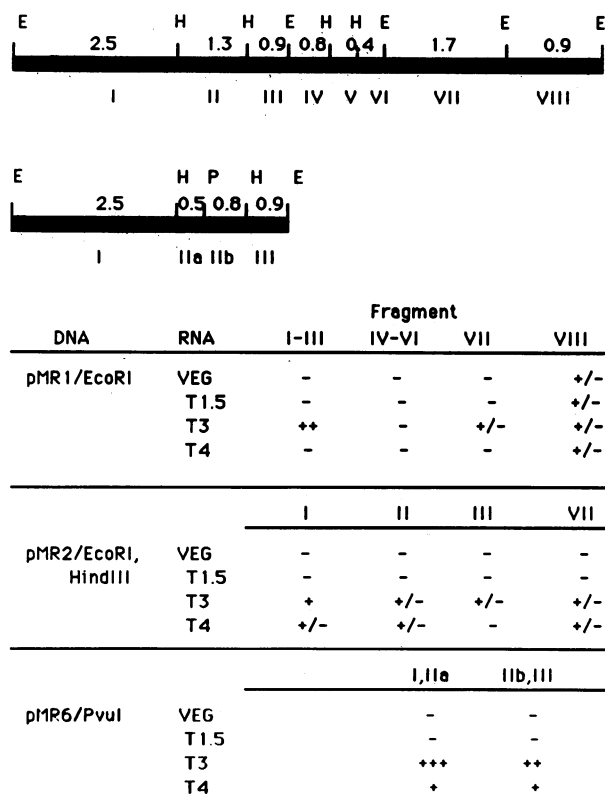 E H H E H H E E E
2.5 1.3 0.9 0.8 0.4 1.7 0.9
I II III IV V VI VII VIII
E H P H E
2.5 0.5 0.8 0.9
I IIa IIb III
Fragment
DNA RNA I-III IV-VI VII VIII
pMR1/EcoRI VEG - - - +/-
T1.5 - - - +/-
T3 ++ - +/- +/-
T4 - - - +/-
I II III VII
pMR2/EcoRI, VEG - - - -
HindIII T1.5 - - - -
T3 + +/- +/- +/-
T4 +/- +/- - +/-
I,IIa IIb,III
pMR6/PvuI VEG - -
T1.5 - -
T3 +++ ++
T4 + +